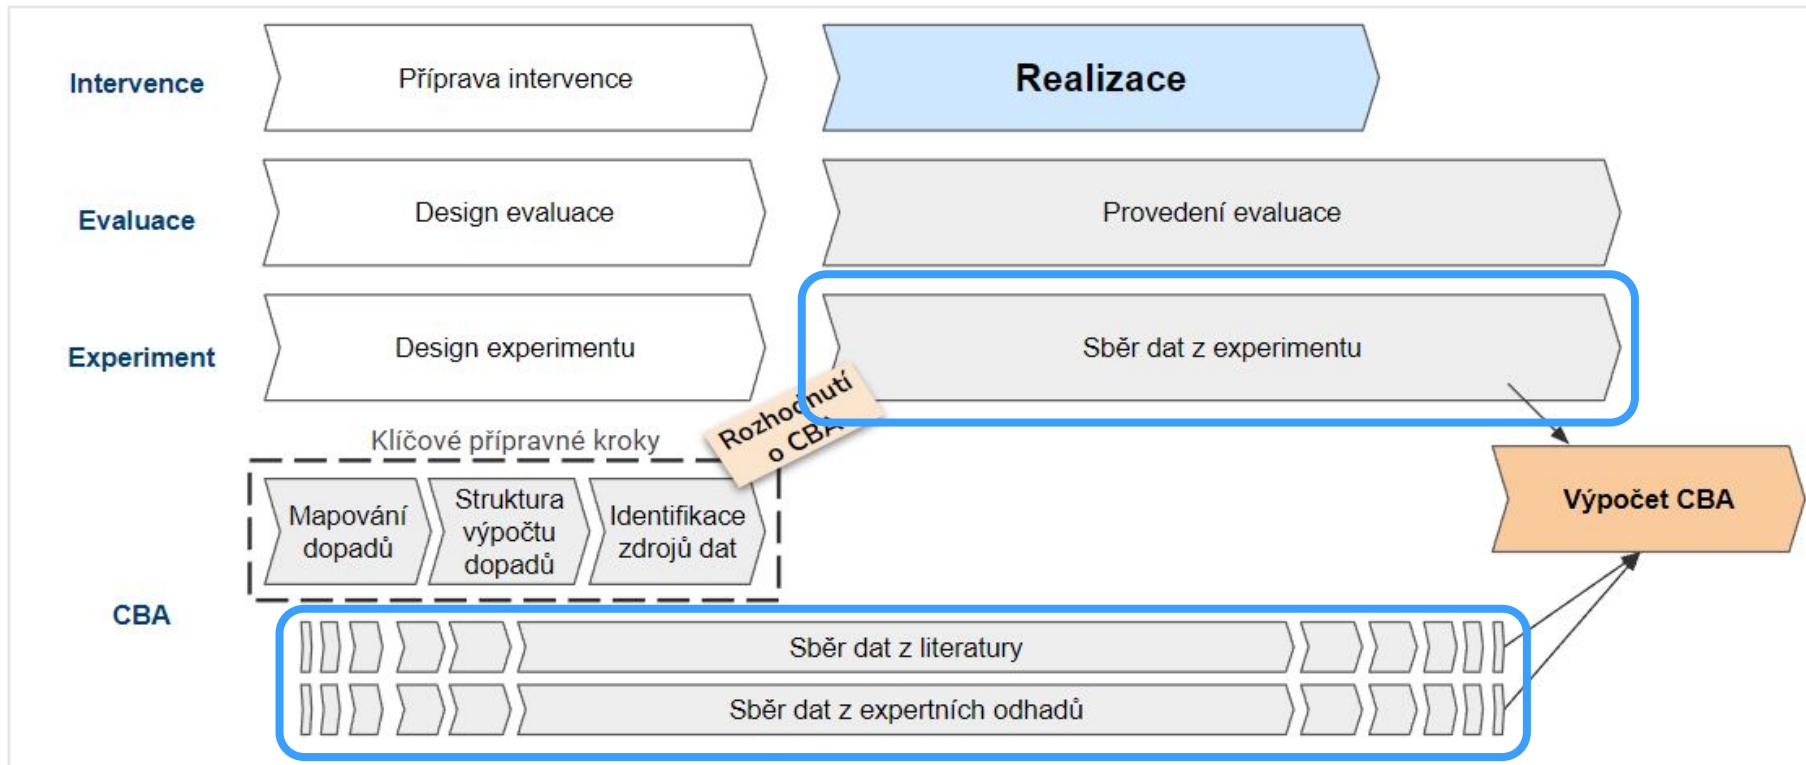 Intervence
Příprava intervence
Realizace
Evaluace
Design evaluace
Provedení evaluace
Experiment
Design experimentu
Sběr dat z experimentu
Rozhodnutí
o CBA
Klíčové přípravné kroky
Mapování
dopadů
Struktura
výpočtu
dopadů
Identifikace
zdrojů dat
Výpočet CBA
CBA
Sběr dat z literatury
Sběr dat z expertních odhadů